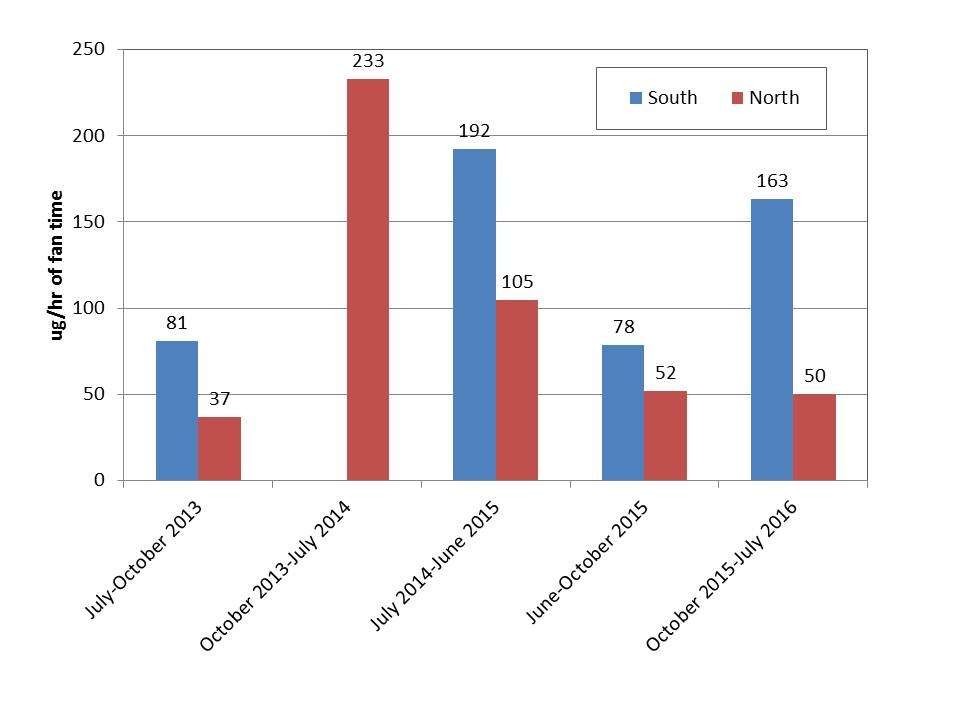 250
200
150
100
50
0
ug/hr of fan time
South
North
81
37
233
192
105
78
52
163
50
July-October 2013
October 2013-July 2014
July 2014-June 2015
June-October 2015
October 2015-July 2016